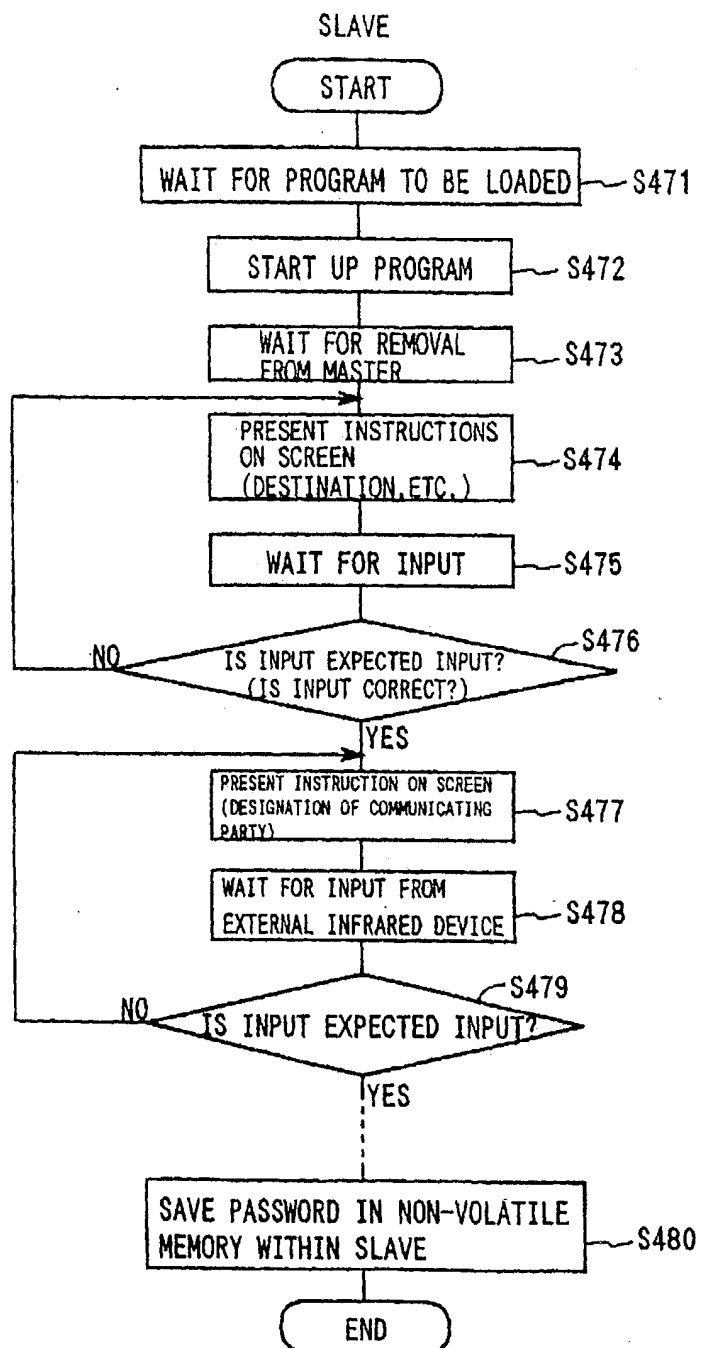 SLAVE
START
WAIT FOR PROGRAM TO BE LOADED
S471
START UP PROGRAM
S472
WAIT FOR REMOVAL
FROM MASTER
S473
PRESENT INSTRUCTIONS
ON SCREEN
(DESTINATION.ETC.)
S474
WAIT FOR INPUT
S475
S476
NO
IS INPUT EXPECTED INPUT?
(IS INPUT CORRECT?)
YES
PRESENT INSTRUCTION ON SCREEN
(DESIGNATION OF COMMUNICATING
PARTY)
S477
WAIT FOR INPUT FROM
EXTERNAL INFRARED DEVICE
S478
S479
NO
IS INPUT EXPECTED INPUT?
YES
SAVE PASSWORD IN NON-VOLATILE
MEMORY WITHIN SLAVE
S480
END